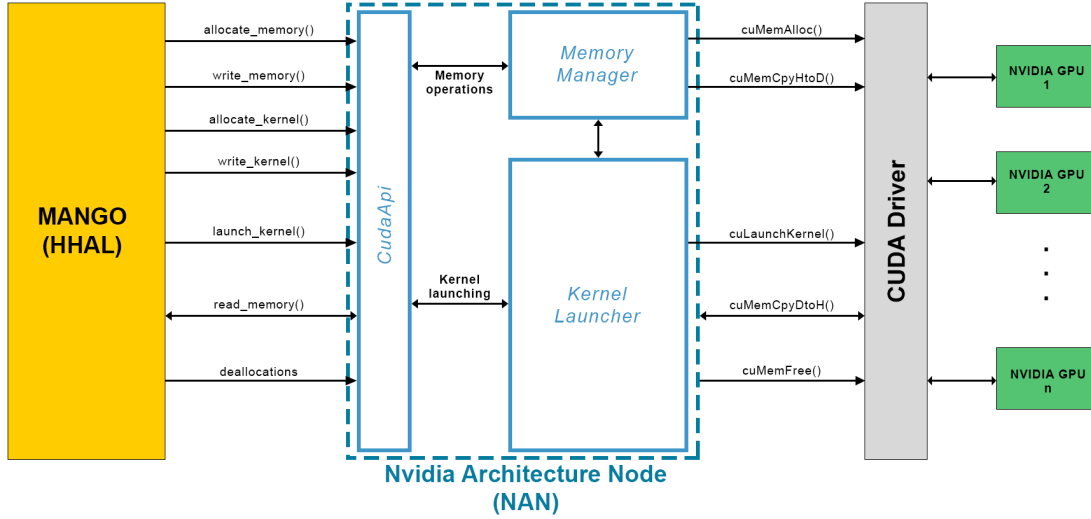 MANGO
(HHAL)
allocate_memory()
write_memory()
allocate_kernel()
write_kernel()
launch_kernel()
read_memory()
deallocations
CudaApi
Memory
operations
Kernel
launching
Memory
Manager
Kernel
Launcher
Nvidia Architecture Node
(NAN)
cuMemAlloc()
cuMemCpyHtoD()
cuLaunchKernel()
cuMemCpyDtoH()
cuMemFree()
CUDA Driver
NVIDIA GPU
1
NVIDIA GPU
2
.
.
.
NVIDIA GPU
n